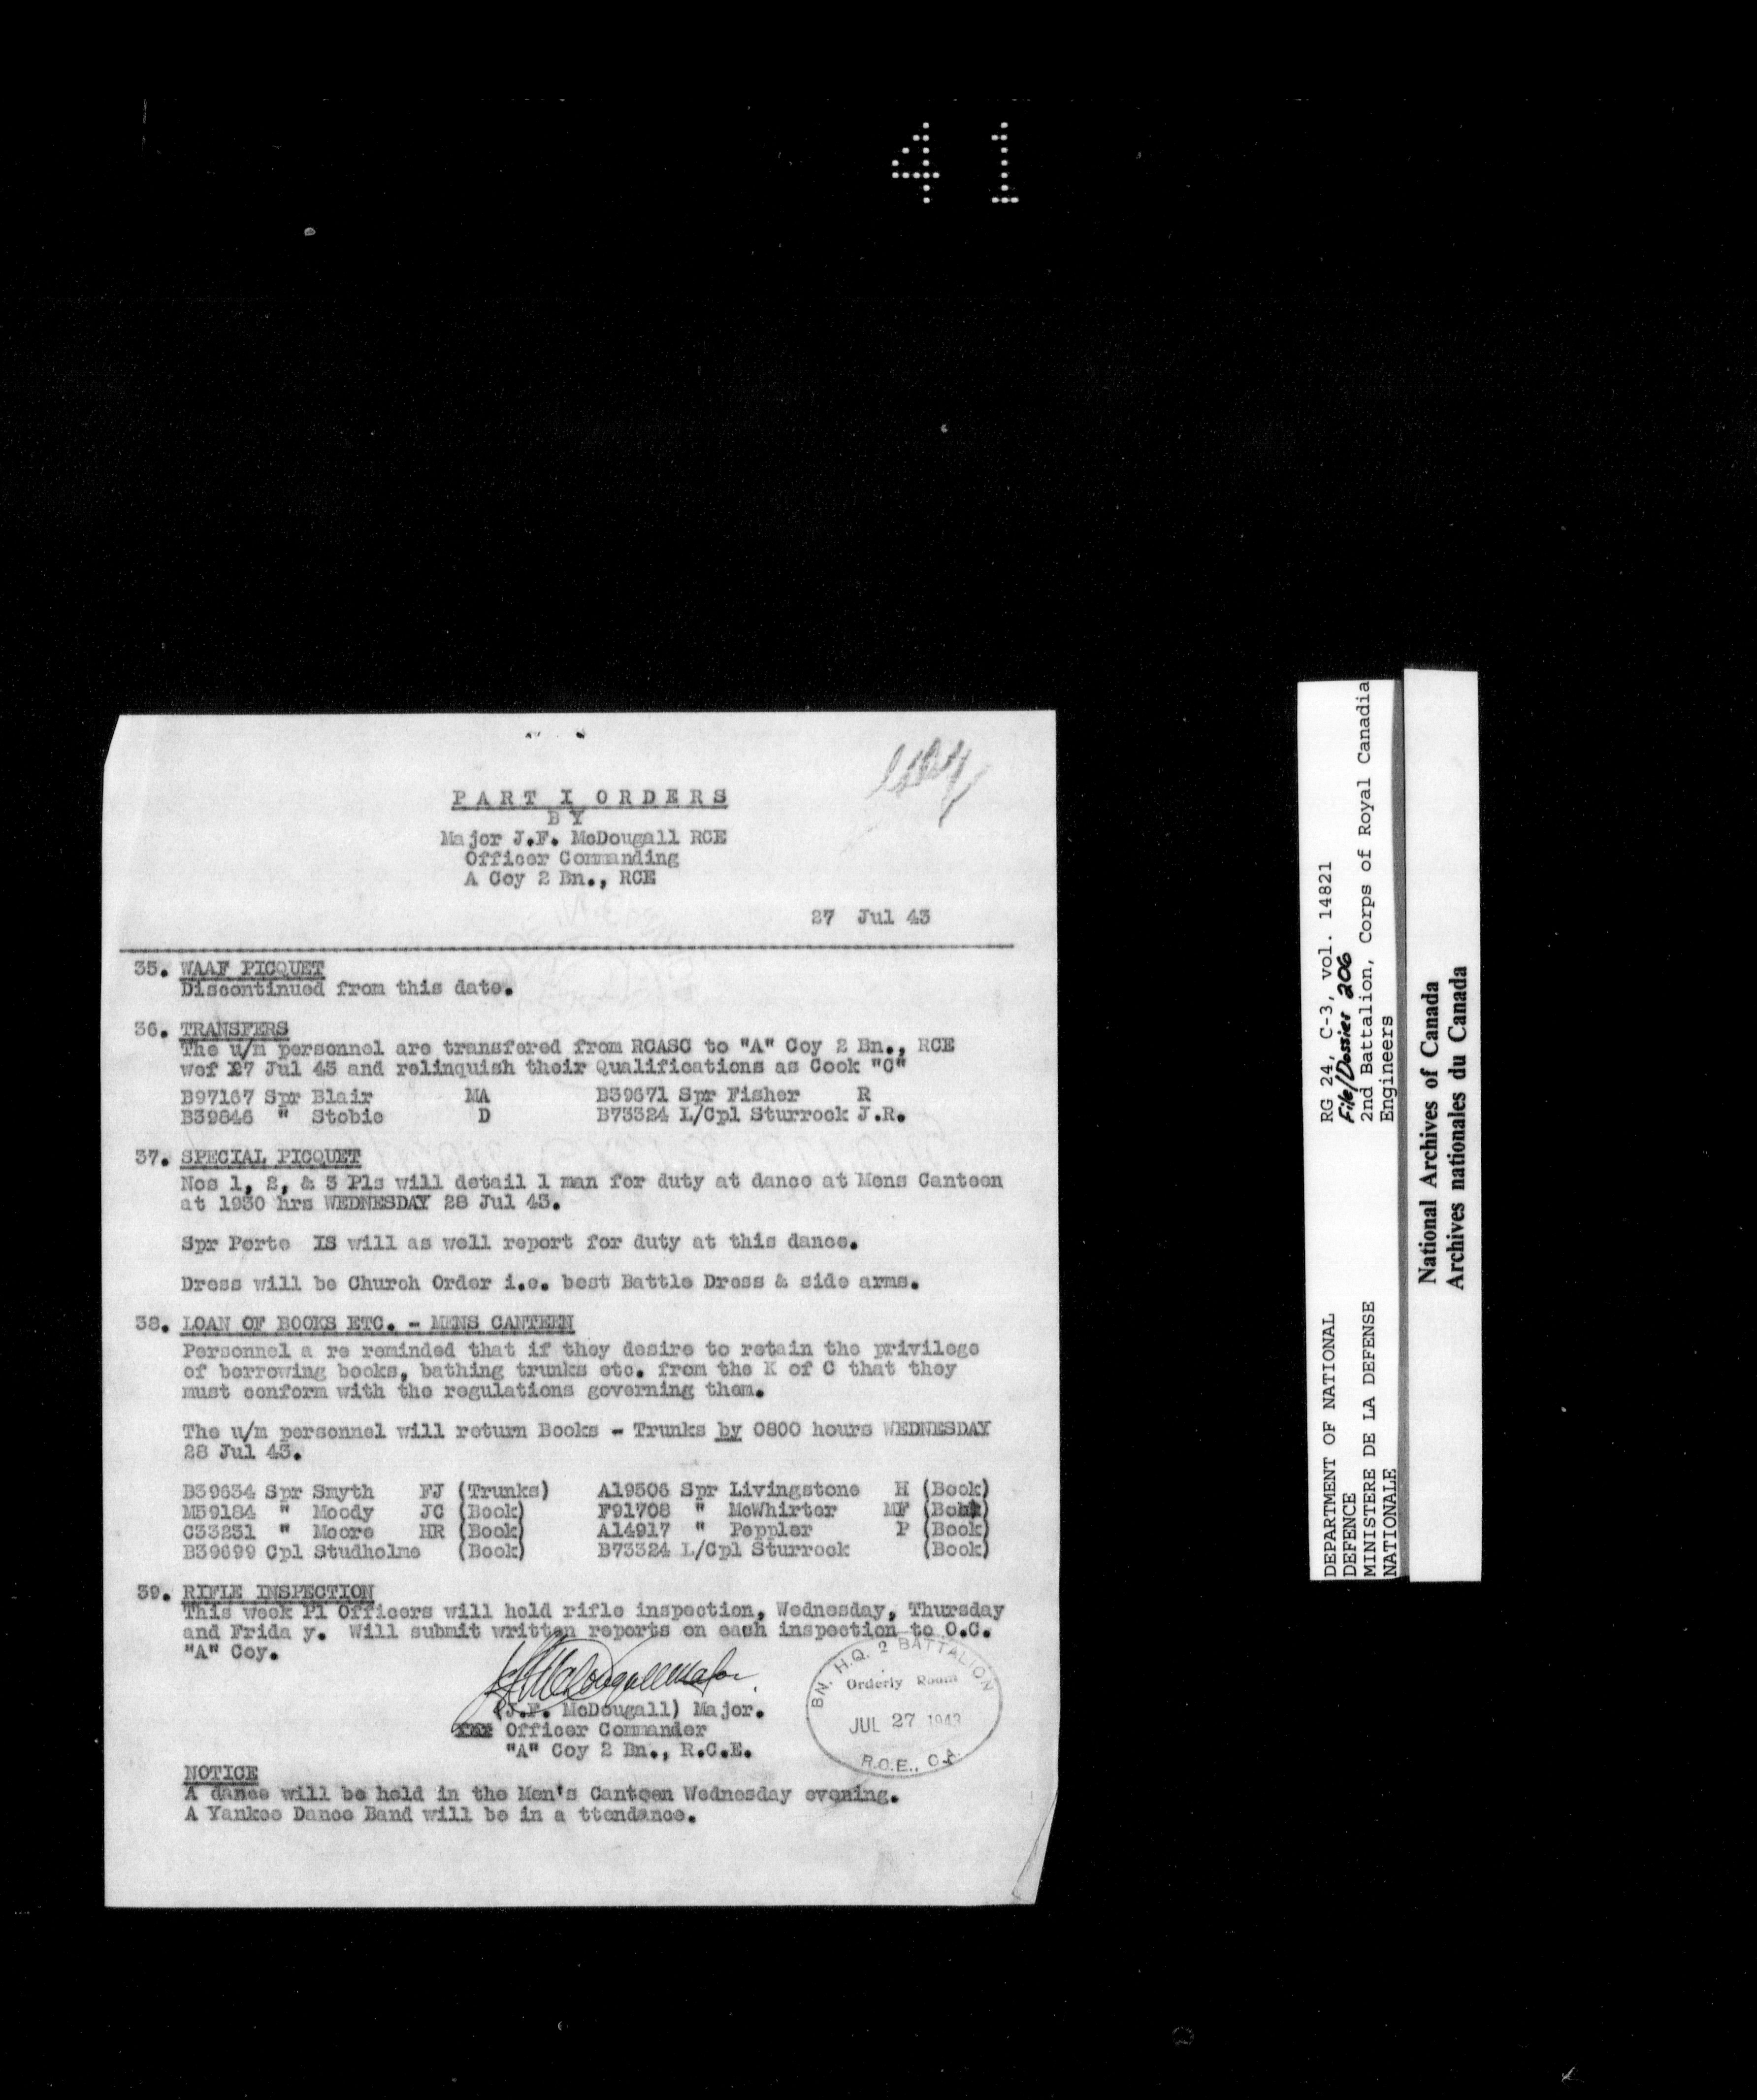 4 1
PART I ORDERS
BY
Major J.F. McDougall RCE
Officer Commanding
A Coy 2 Bn., RCE
27 Jul 43
35. WAAF PICQUET
Discontinued from this date.
36. TRANSFERS
The u/m personnel are transfered from RCASC to "A" Coy 2 Bn., RCE
wef 27 Jul 43 and relinquish their Qualifications as Cook "C"
B97167 Spr Blair MA B39671 Spr Fisher R
B39846 " Stobie D B73324 L/Cpl Sturrock J.R.
37. SPECIAL PICQUET
Nos 1, 2, & 3 Pls will detail 1 man for duty at dance at Mens Canteen
at 1930 hrs WEDNESDAY 28 Jul 43.
Spr Porte IS will as well report for duty at this dance.
Dress will be Church Order i.e. best Battle Dress & side arms.
38. LOAN OF BOOKS ETC. - MENS CANTEEN
Personnel a re reminded that if they desire to retain the privilege
of borrowing books, bathing trunks etc. from the K of C that they
must conform with the regulations governing them.
The u/m personnel will return Books - Trunks by 0800 hours WEDNESDAY
28 Jul 43.
B39634 Spr Smyth FJ (Trunks) A19506 Spr Livingstone H (Book)
M59184 " Moody JC (Book) F91708 " McWhirter MF (Book)
C33231 " Moore HR (Book) A14917 " Peppler P (Book)
B39699 Cpl Studholme (Book) B73324 L/Cpl Sturrock (Book)
39. RIFLE INSPECTION
This week Pl Officers will hold rifle inspection, Wednesday, Thursday
and Frida y. Will submit written reports on each inspection to O.C.
"A" Coy.
JF McDougall Major
(J.F. McDougall) Major.
Officer Commander
"A" Coy 2 Bn., R.C.E.
BN. H.Q. 2 BATTALION
Orderly Room
JUL 27 1943
R.C.E., C.A.
NOTICE
A dance will be held in the Men's Canteen Wednesday evening.
A Yankee Dance Band will be in a ttendance.
DEPARTMENT OF NATIONAL
DEFENCE
MINISTERE DE LA DEFENSE
NATIONALE
RG 24, C-3, vol. 14821
File/Dossier 206
2nd Battalion, Corps of Royal Canadia
Engineers
National Archives of Canada
Archives nationales du Canada